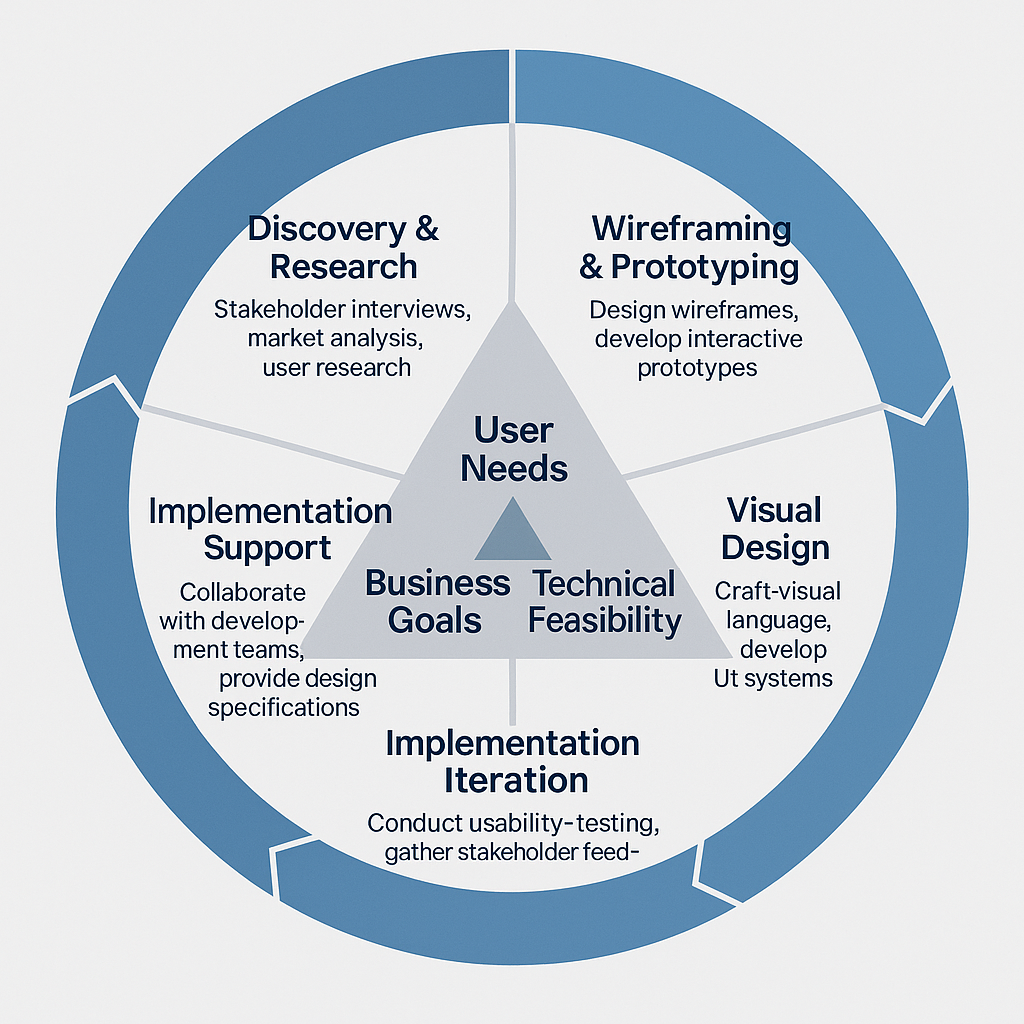 Discovery &
Research
Stakeholder interviews,
market analysis,
user research
Wireframing
& Prototyping
Design wireframes,
develop interactive
prototypes
User
Needs
Business
Goals
Technical
Feasibility
Implementation
Support
Collaborate
with develop-
ment teams,
provide design
specifications
Visual
Design
Craft-visual
language,
develop
Ut systems
Implementation
Iteration
Conduct usability-testing,
gather stakeholder feed-